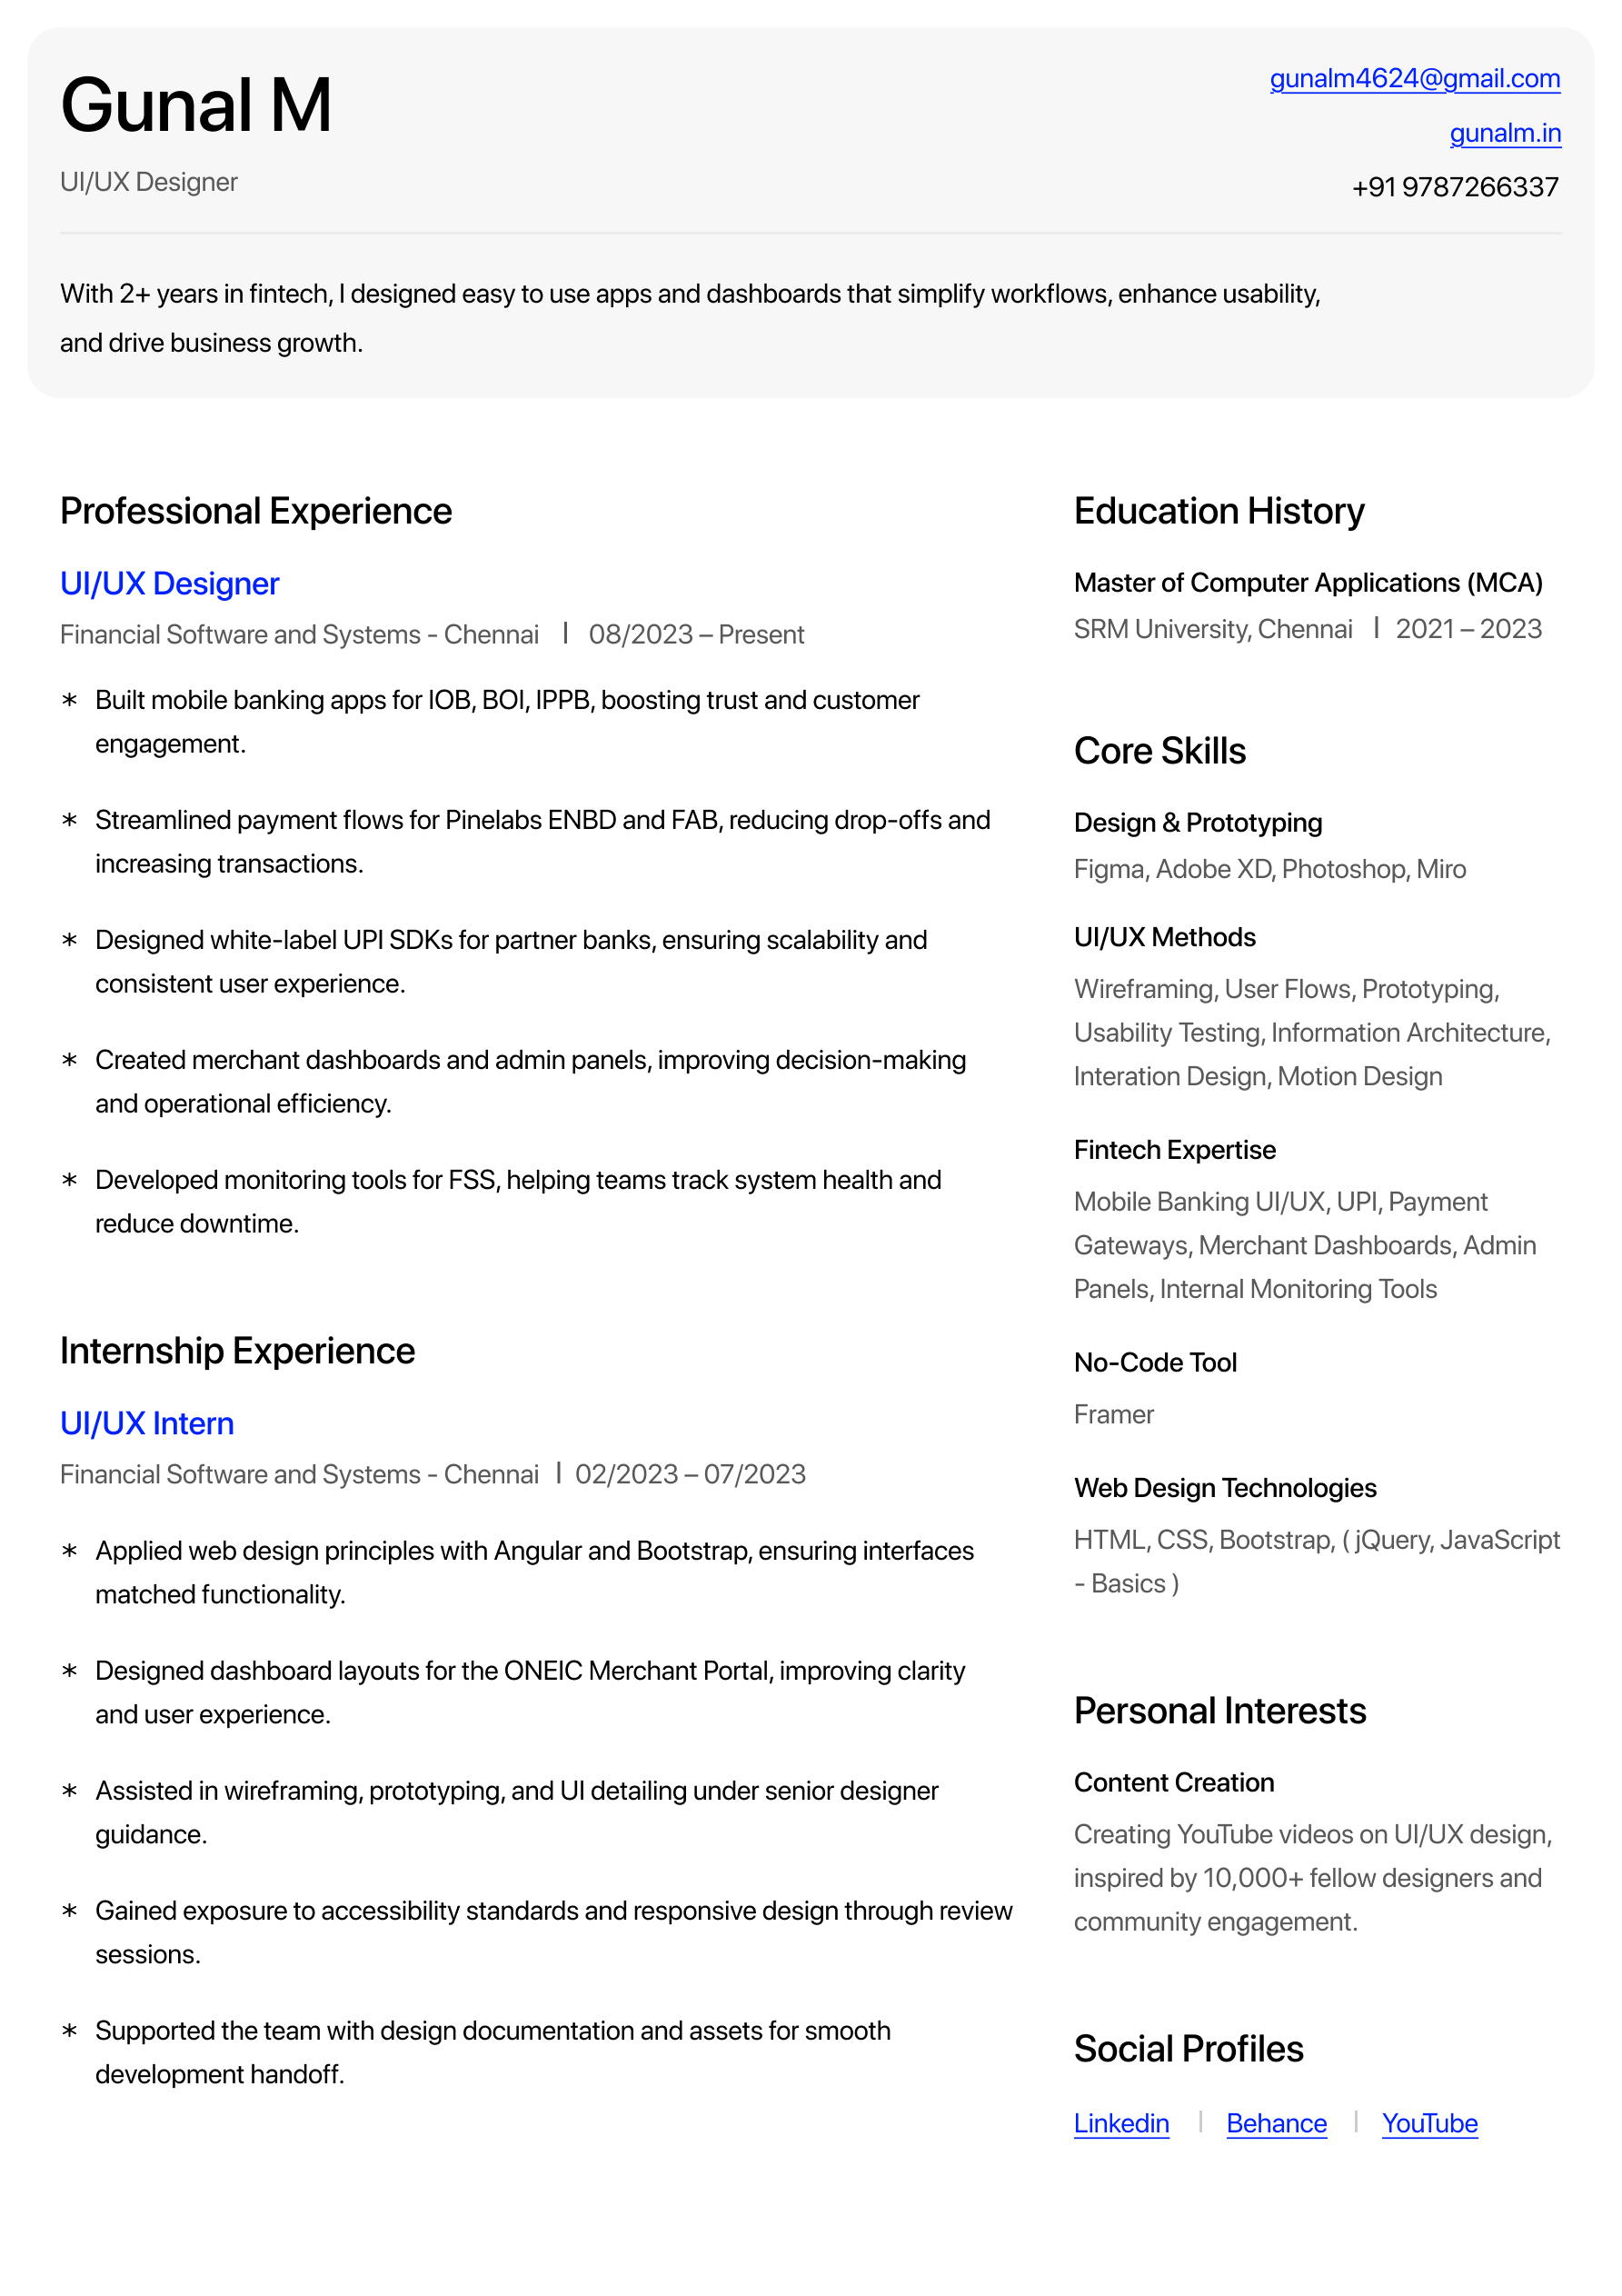 Gunal M
UI/UX Designer
gunalm4624@gmail.com
gunalm.in
+91 9787266337
With 2+ years in fintech, I designed easy to use apps and dashboards that simplify workflows, enhance usability,
and drive business growth.
Professional Experience
UI/UX Designer
Financial Software and Systems - Chennai | 08/2023 – Present
* Built mobile banking apps for IOB, BOI, IPPB, boosting trust and customer
engagement.
* Streamlined payment flows for Pinelabs ENBD and FAB, reducing drop-offs and
increasing transactions.
* Designed white-label UPI SDKs for partner banks, ensuring scalability and
consistent user experience.
* Created merchant dashboards and admin panels, improving decision-making
and operational efficiency.
* Developed monitoring tools for FSS, helping teams track system health and
reduce downtime.
Internship Experience
UI/UX Intern
Financial Software and Systems - Chennai | 02/2023 – 07/2023
* Applied web design principles with Angular and Bootstrap, ensuring interfaces
matched functionality.
* Designed dashboard layouts for the ONEIC Merchant Portal, improving clarity
and user experience.
* Assisted in wireframing, prototyping, and UI detailing under senior designer
guidance.
* Gained exposure to accessibility standards and responsive design through review
sessions.
* Supported the team with design documentation and assets for smooth
development handoff.
Education History
Master of Computer Applications (MCA)
SRM University, Chennai | 2021 – 2023
Core Skills
Design & Prototyping
Figma, Adobe XD, Photoshop, Miro
UI/UX Methods
Wireframing, User Flows, Prototyping,
Usability Testing, Information Architecture,
Interation Design, Motion Design
Fintech Expertise
Mobile Banking UI/UX, UPI, Payment
Gateways, Merchant Dashboards, Admin
Panels, Internal Monitoring Tools
No-Code Tool
Framer
Web Design Technologies
HTML, CSS, Bootstrap, ( jQuery, JavaScript
- Basics )
Personal Interests
Content Creation
Creating YouTube videos on UI/UX design,
inspired by 10,000+ fellow designers and
community engagement.
Social Profiles
Linkedin | Behance | YouTube